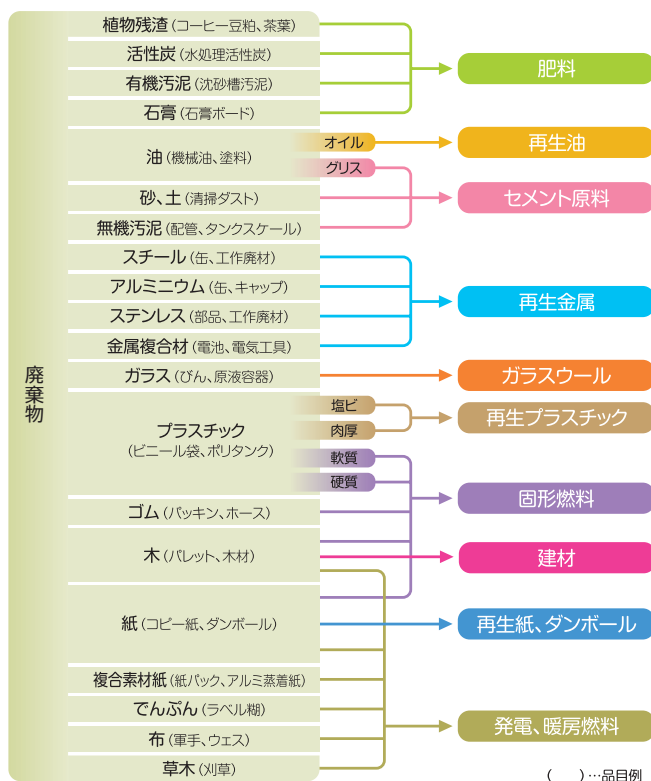 廃棄物
植物残渣(コーヒー豆粕、茶葉)
活性炭(水処理活性炭)
有機汚泥(沈砂槽汚泥)
石膏(石膏ボード)
肥料
油(機械油、塗料)
オイル
グリス
再生油
砂、土(清掃ダスト)
無機汚泥(配管、タンクスケール)
セメント原料
スチール(缶、工作廃材)
アルミニウム(缶、キャップ)
ステンレス(部品、工作廃材)
金属複合材(電池、電気工具)
再生金属
ガラス(びん、原液容器)
ガラスウール
プラスチック
(ビニール袋、ポリタンク)
塩ビ
肉厚
軟質
硬質
再生プラスチック
ゴム(パッキン、ホース)
固形燃料
木(パレット、木材)
建材
紙(コピー紙、ダンボール)
再生紙、ダンボール
複合素材紙(紙パック、アルミ蒸着紙)
でんぷん(ラベル糊)
布(軍手、ウェス)
草木(刈草)
発電、暖房燃料
(　　)…品目例